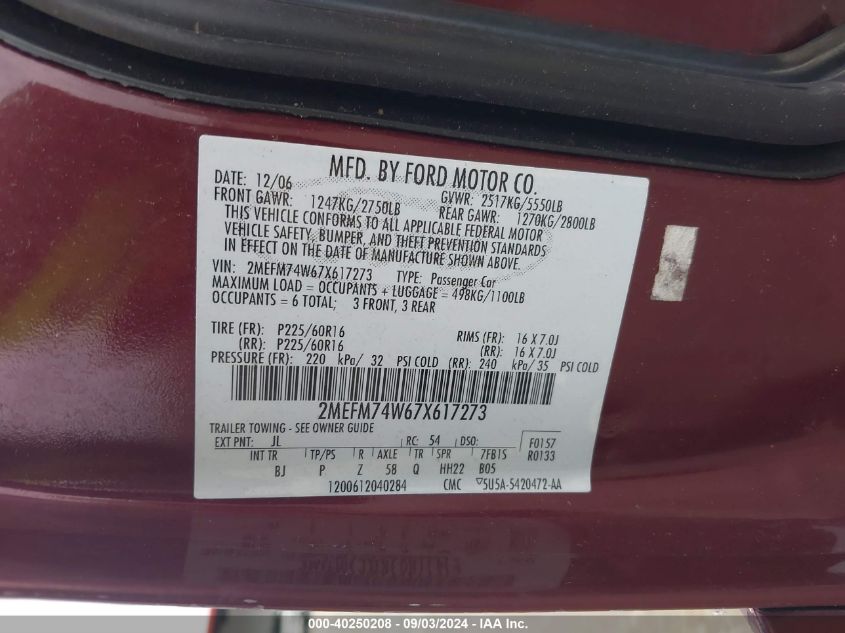 MFD. BY FORD MOTOR CO.
DATE: 12/06 GVWR: 2517KG/5550LB
FRONT GAWR: 1247KG/2750LB REAR GAWR: 1270KG/2800LB
THIS VEHICLE CONFORMS TO ALL APPLICABLE FEDERAL MOTOR
VEHICLE SAFETY, BUMPER, AND THEFT PREVENTION STANDARDS
IN EFFECT ON THE DATE OF MANUFACTURE SHOWN ABOVE.
VIN: 2MEFM74W67X617273 TYPE: Passenger Car
MAXIMUM LOAD = OCCUPANTS + LUGGAGE = 498KG/1100LB
OCCUPANTS = 6 TOTAL; 3 FRONT, 3 REAR
TIRE (FR): P225/60R16 RIMS (FR): 16 X 7.0J
(RR): P225/60R16 (RR): 16 X 7.0J
PRESSURE (FR): 220 kPa/ 32 PSI COLD (RR): 240 kPa/ 35 PSI COLD
2MEFM74W67X617273
TRAILER TOWING - SEE OWNER GUIDE
EXT PNT: JL RC: 54 DSO: F0157
INT TR TP/PS R AXLE TR SPR 7FB15 R0133
BJ P Z 58 Q HH22 B05
1200612040284 CMC 5U5A-5420472-AA
000-40250208 - 09/03/2024 - IAA Inc.